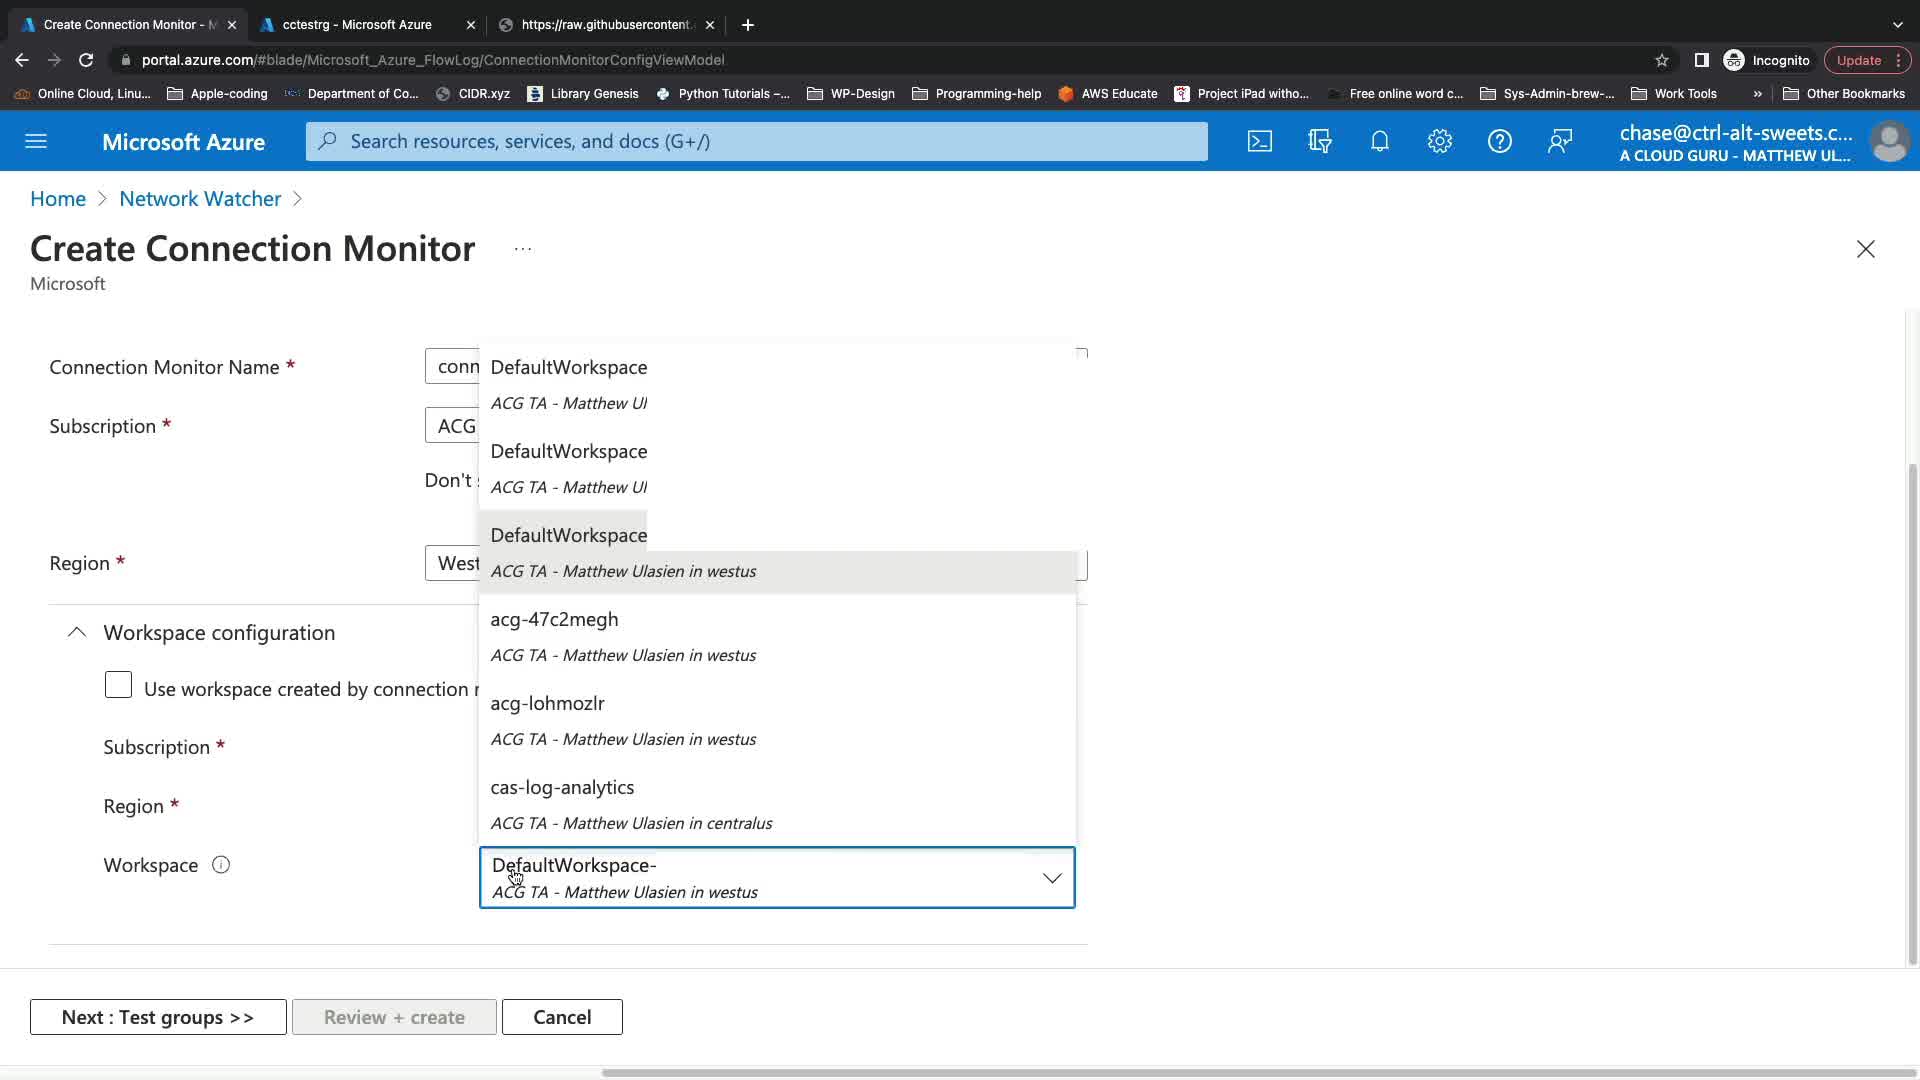 Create Connection Monitor - M
cctestrg - Microsoft Azure
https://raw.githubusercontent.
portal.azure.com/#blade/Microsoft_Azure_FlowLog/ConnectionMonitorConfigViewModel
Incognito
Update
Online Cloud, Linu...
Apple-coding
Department of Co...
CIDR.xyz
Library Genesis
Python Tutorials –...
WP-Design
Programming-help
AWS Educate
Project iPad witho...
Free online word c...
Sys-Admin-brew-...
Work Tools
»
Other Bookmarks
Microsoft Azure
Search resources, services, and docs (G+/)
chase@ctrl-alt-sweets.c...
A CLOUD GURU - MATTHEW UL...
Home > Network Watcher >
Create Connection Monitor ...
Microsoft
Connection Monitor Name *
conn
Subscription *
ACG
Don't
Region *
West
Workspace configuration
Use workspace created by connection
Subscription *
Region *
Workspace
DefaultWorkspace
ACG TA - Matthew Ul
DefaultWorkspace
ACG TA - Matthew Ul
DefaultWorkspace
ACG TA - Matthew Ulasien in westus
acg-47c2megh
ACG TA - Matthew Ulasien in westus
acg-lohmozlr
ACG TA - Matthew Ulasien in westus
cas-log-analytics
ACG TA - Matthew Ulasien in centralus
DefaultWorkspace-
ACG TA - Matthew Ulasien in westus
Next : Test groups >>
Review + create
Cancel